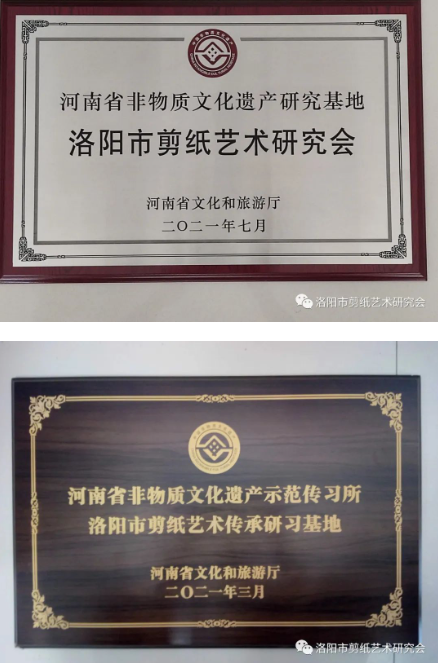 河南省非物质文化遗产研究基地
洛阳市剪纸艺术研究会
河南省文化和旅游厅
二〇二一年七月
洛阳市剪纸艺术研究会
河南省非物质文化遗产示范传习所
洛阳市剪纸艺术传承研习基地
河南省文化和旅游厅
二〇二一年三月
洛阳市剪纸艺术研究会